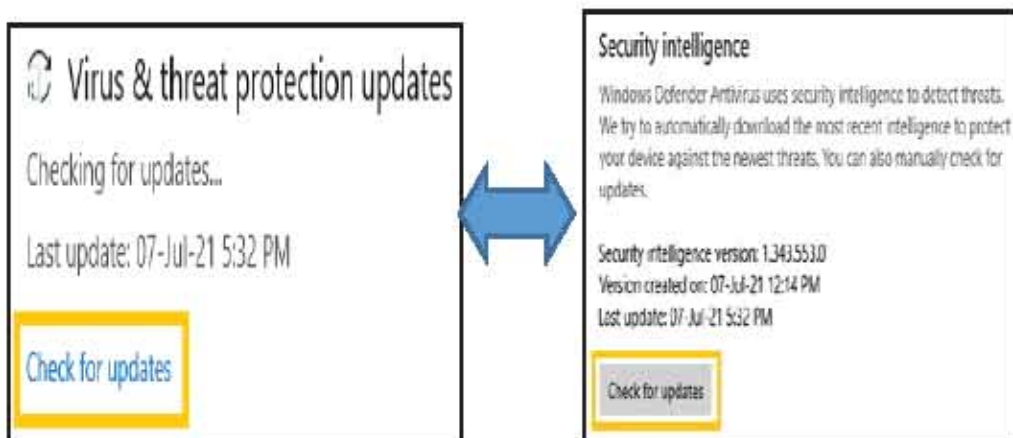 Virus & threat protection updates
Checking for updates...
Last update: 07-Jul-21 5:32 PM
Check for updates
Security intelligence
Windows Defender Antivirus uses security intelligence to detect threats.
We try to automatically download the most recent intelligence to protect
your device against the newest threats. You can also manually check for
updates.
Security intelligence version: 1.343.553.0
Version created on: 07-Jul-21 12:14 PM
Last update: 07-Jul-21 5:32 PM
Check for updates